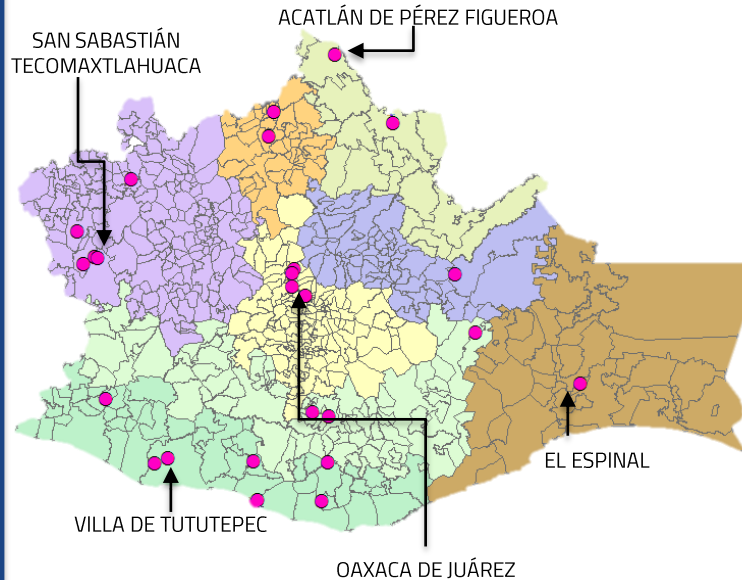 ACATLÁN DE PÉREZ FIGUEROA
SAN SABASTIÁN
TECOMAXTLAHUACA
EL ESPINAL
VILLA DE TUTUTEPEC
OAXACA DE JUÁREZ